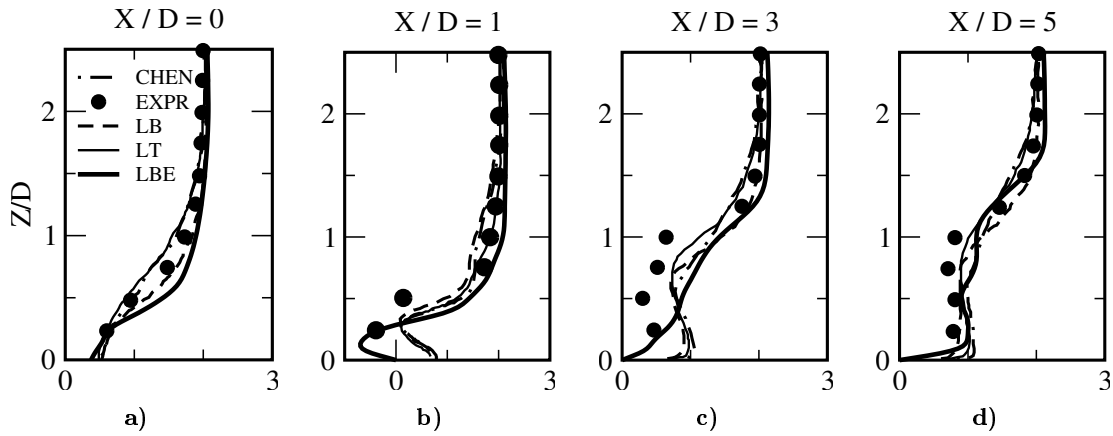 X / D = 0
X / D = 1
X / D = 3
X / D = 5
CHEN
EXPR
LB
LT
LBE
Z/D
2
1
0
0
3
2
1
0
0
3
2
1
0
0
3
2
1
0
0
3
a)
b)
c)
d)